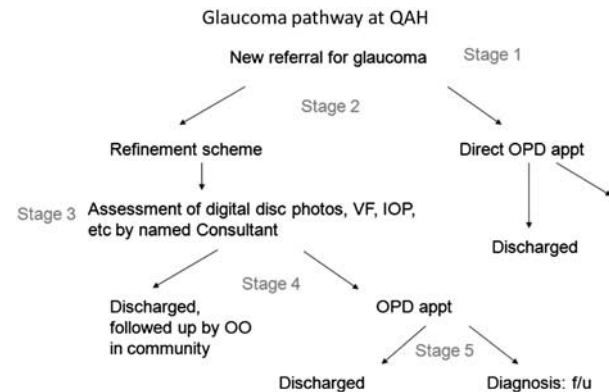 Glaucoma pathway at QAH
New referral for glaucoma
Stage 1
Stage 2
Refinement scheme
Direct OPD appt
Stage 3
Assessment of digital disc photos, VF, IOP,
etc by named Consultant
Discharged
Stage 4
Discharged,
followed up by OO
in community
OPD appt
Stage 5
Discharged
Diagnosis: f/u